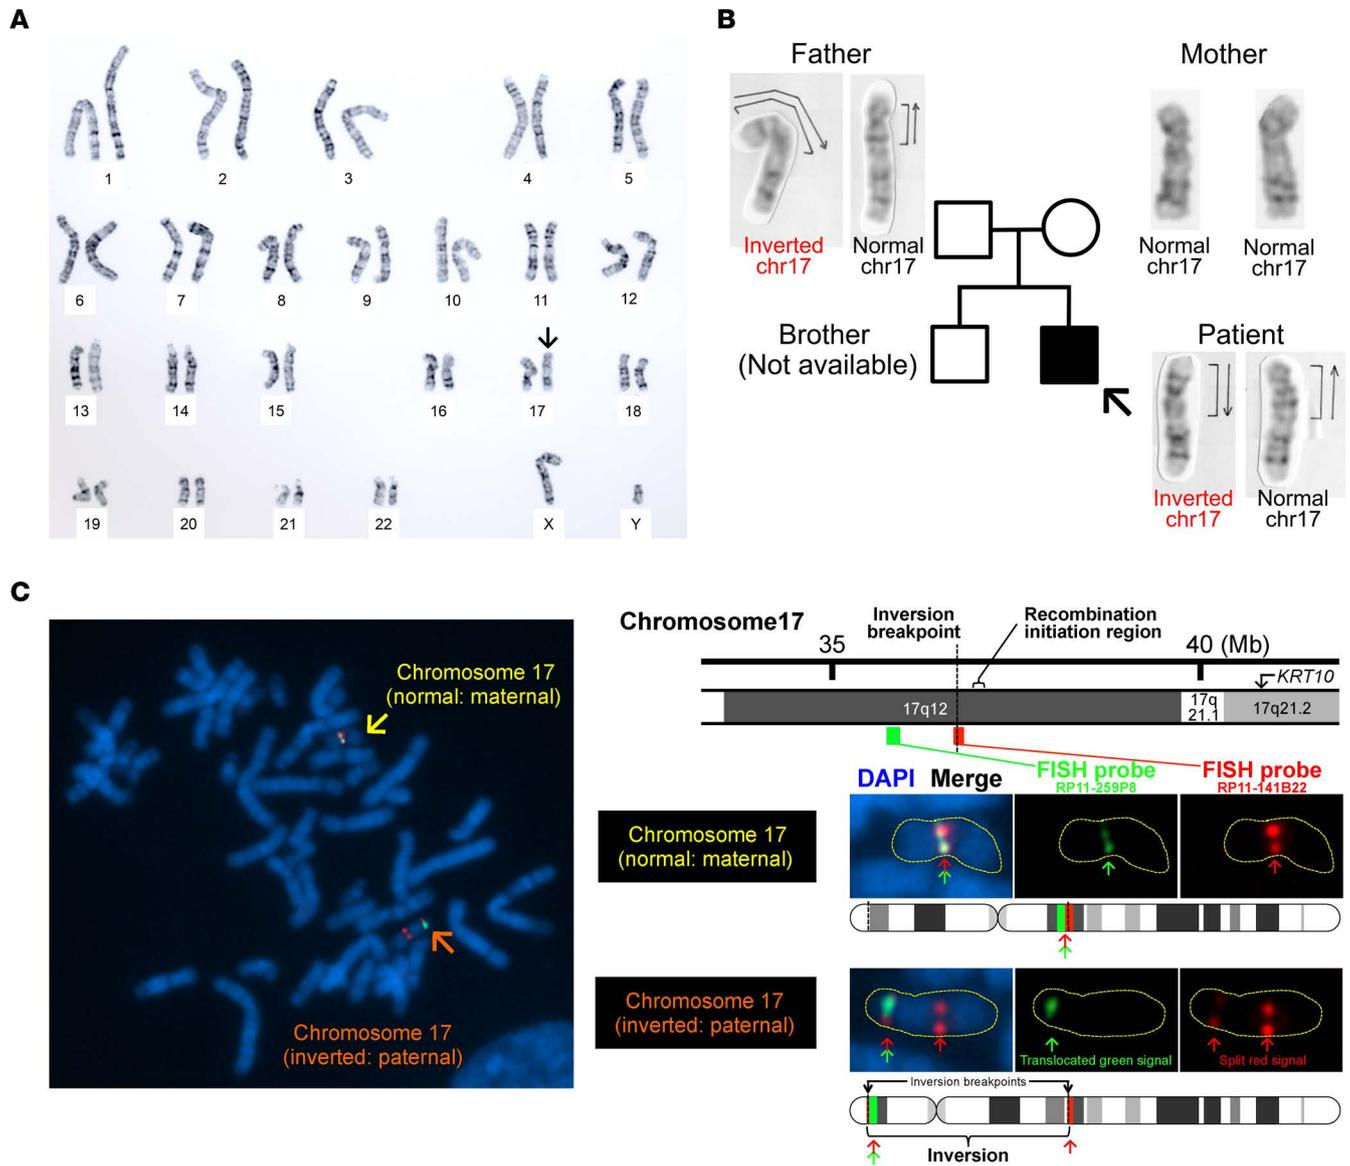 A
1
2
3
4
5
6
7
8
9
10
11
12
13
14
15
16
17
18
19
20
21
22
X
Y
B
Father
Mother
Inverted
chr17
Normal
chr17
Normal
chr17
Normal
chr17
Brother
(Not available)
Patient
Inverted
chr17
Normal
chr17
C
Chromosome 17
(normal: maternal)
Chromosome 17
(inverted: paternal)
Chromosome17
Inversion
breakpoint
Recombination
initiation region
35
40 (Mb)
KRT10
17q12
17q
21.1
17q21.2
FISH probe
RP11-259P8
FISH probe
RP11-141B22
DAPI Merge
Chromosome 17
(normal: maternal)
Chromosome 17
(inverted: paternal)
Translocated green signal
Split red signal
Inversion breakpoints
Inversion